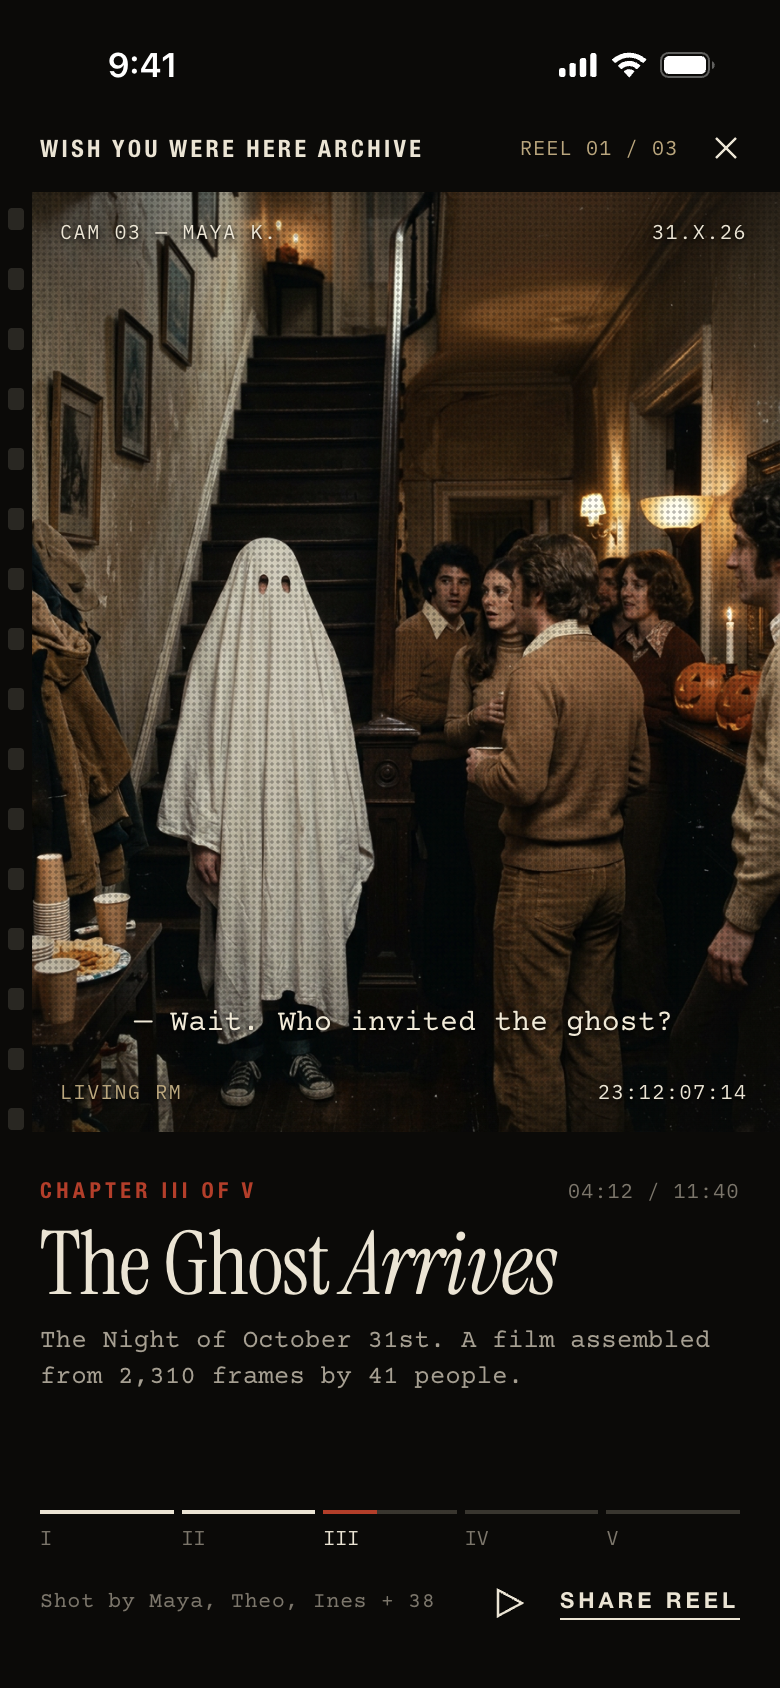 9:41
WISH YOU WERE HERE ARCHIVE
REEL 01 / 03
CAM 03 — MAYA K.
31.X.26
— Wait. Who invited the ghost?
LIVING RM
23:12:07:14
CHAPTER III OF V
04:12 / 11:40
The Ghost Arrives
The Night of October 31st. A film assembled
from 2,310 frames by 41 people.
I
II
III
IV
V
Shot by Maya, Theo, Ines + 38
SHARE REEL